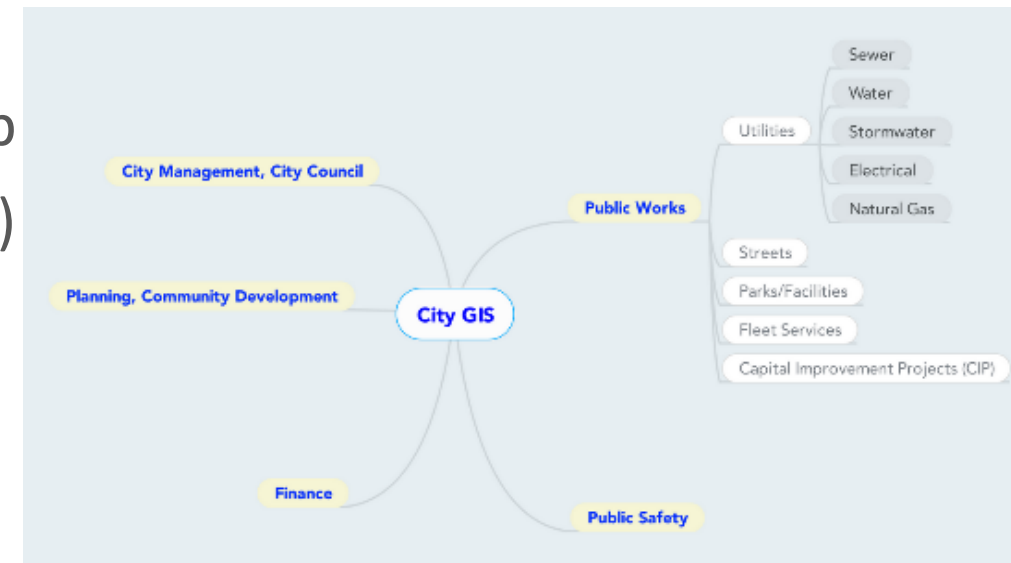 City GIS
City Management, City Council
Planning, Community Development
Finance
Public Works
Utilities
Sewer
Water
Stormwater
Electrical
Natural Gas
Streets
Parks/Facilities
Fleet Services
Capital Improvement Projects (CIP)
Public Safety
)